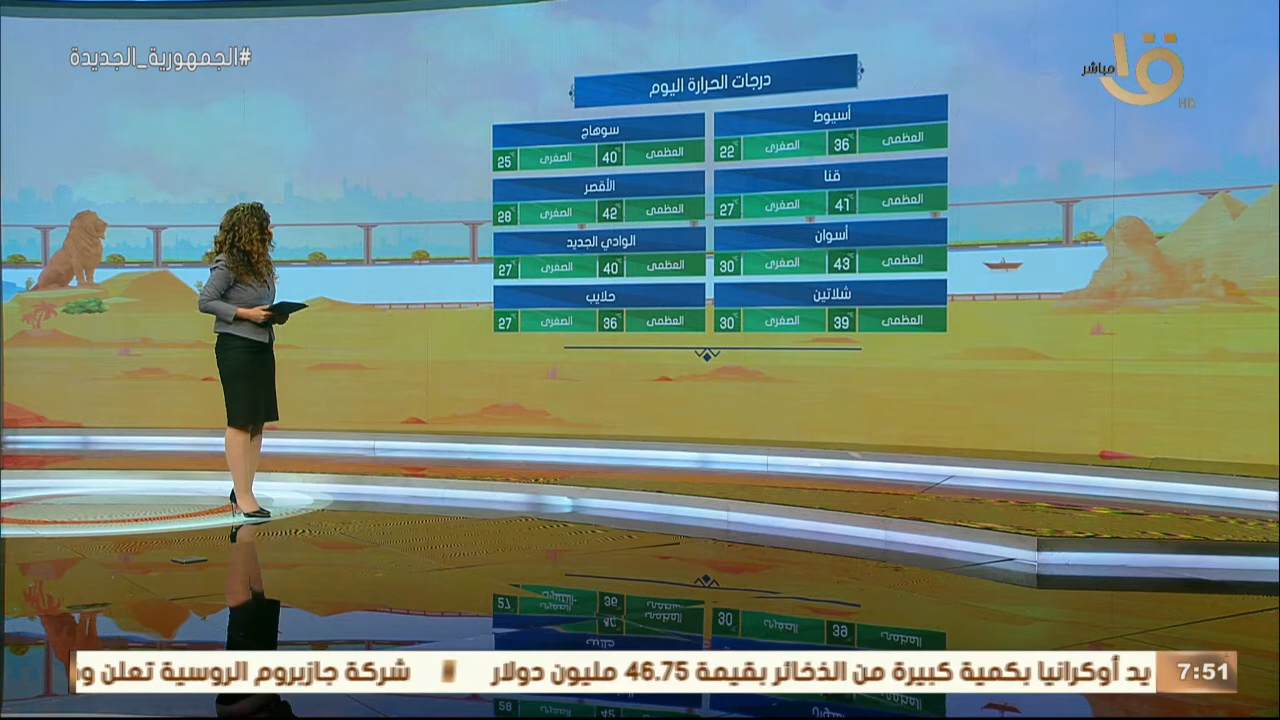 #الجمهورية_الجديدة
مباشر
HD
درجات الحرارة اليوم
أسيوط
العظمى 36 الصغرى 22
سوهاج
العظمى 40 الصغرى 25
قنا
العظمى 41 الصغرى 27
الأقصر
العظمى 42 الصغرى 28
أسوان
العظمى 43 الصغرى 30
الوادي الجديد
العظمى 40 الصغرى 27
شلاتين
العظمى 39 الصغرى 30
حلايب
العظمى 36 الصغرى 27
7:51
يد أوكرانيا بكمية كبيرة من الذخائر بقيمة 46.75 مليون دولار
شركة جازبروم الروسية تعلن و